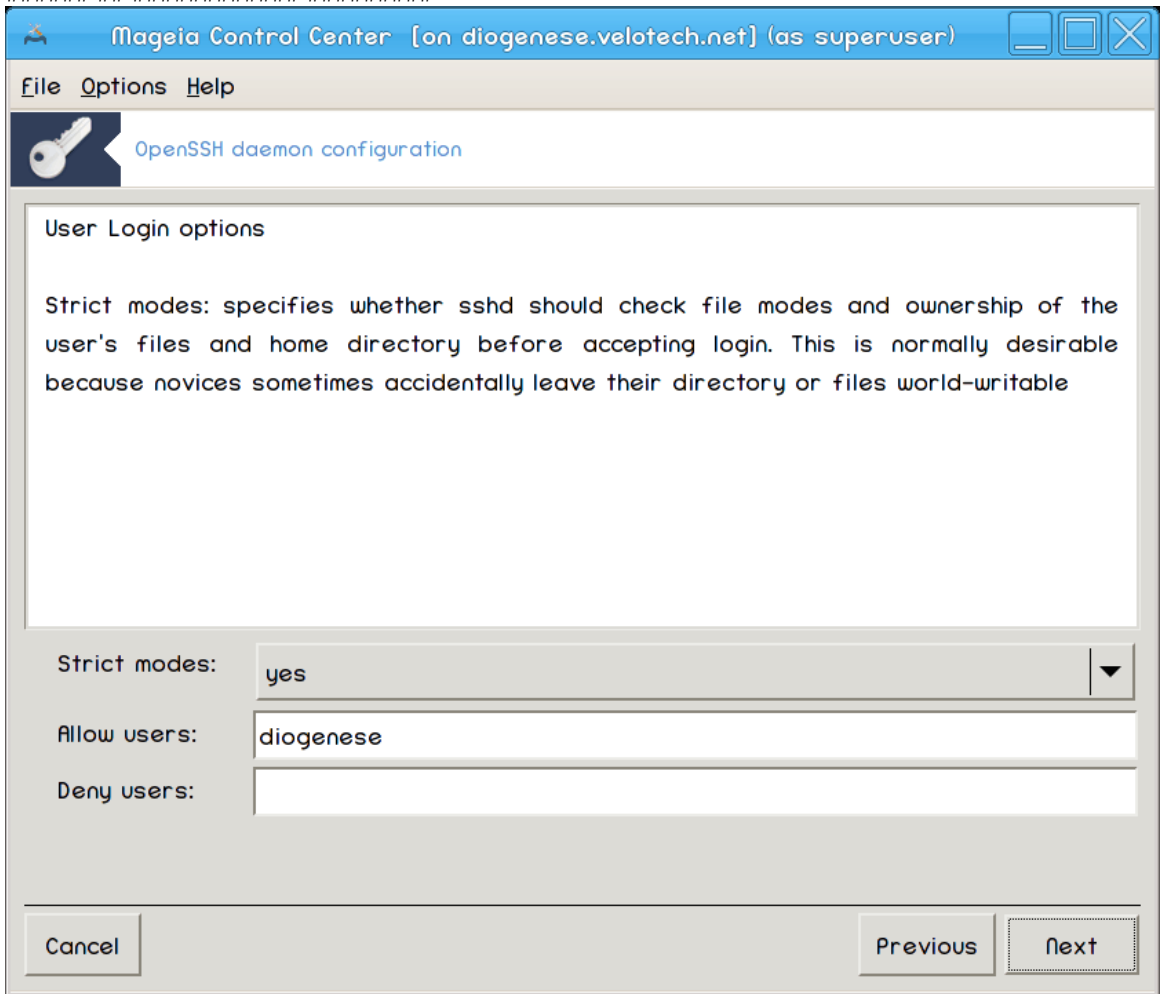 Mageia Control Center [on diogenese.velotech.net] (as superuser)
File Options Help
OpenSSH daemon configuration
User Login options
Strict modes: specifies whether sshd should check file modes and ownership of the
user's files and home directory before accepting login. This is normally desirable
because novices sometimes accidentally leave their directory or files world-writable
Strict modes: yes
Allow users: diogenese
Deny users:
Cancel Previous Next